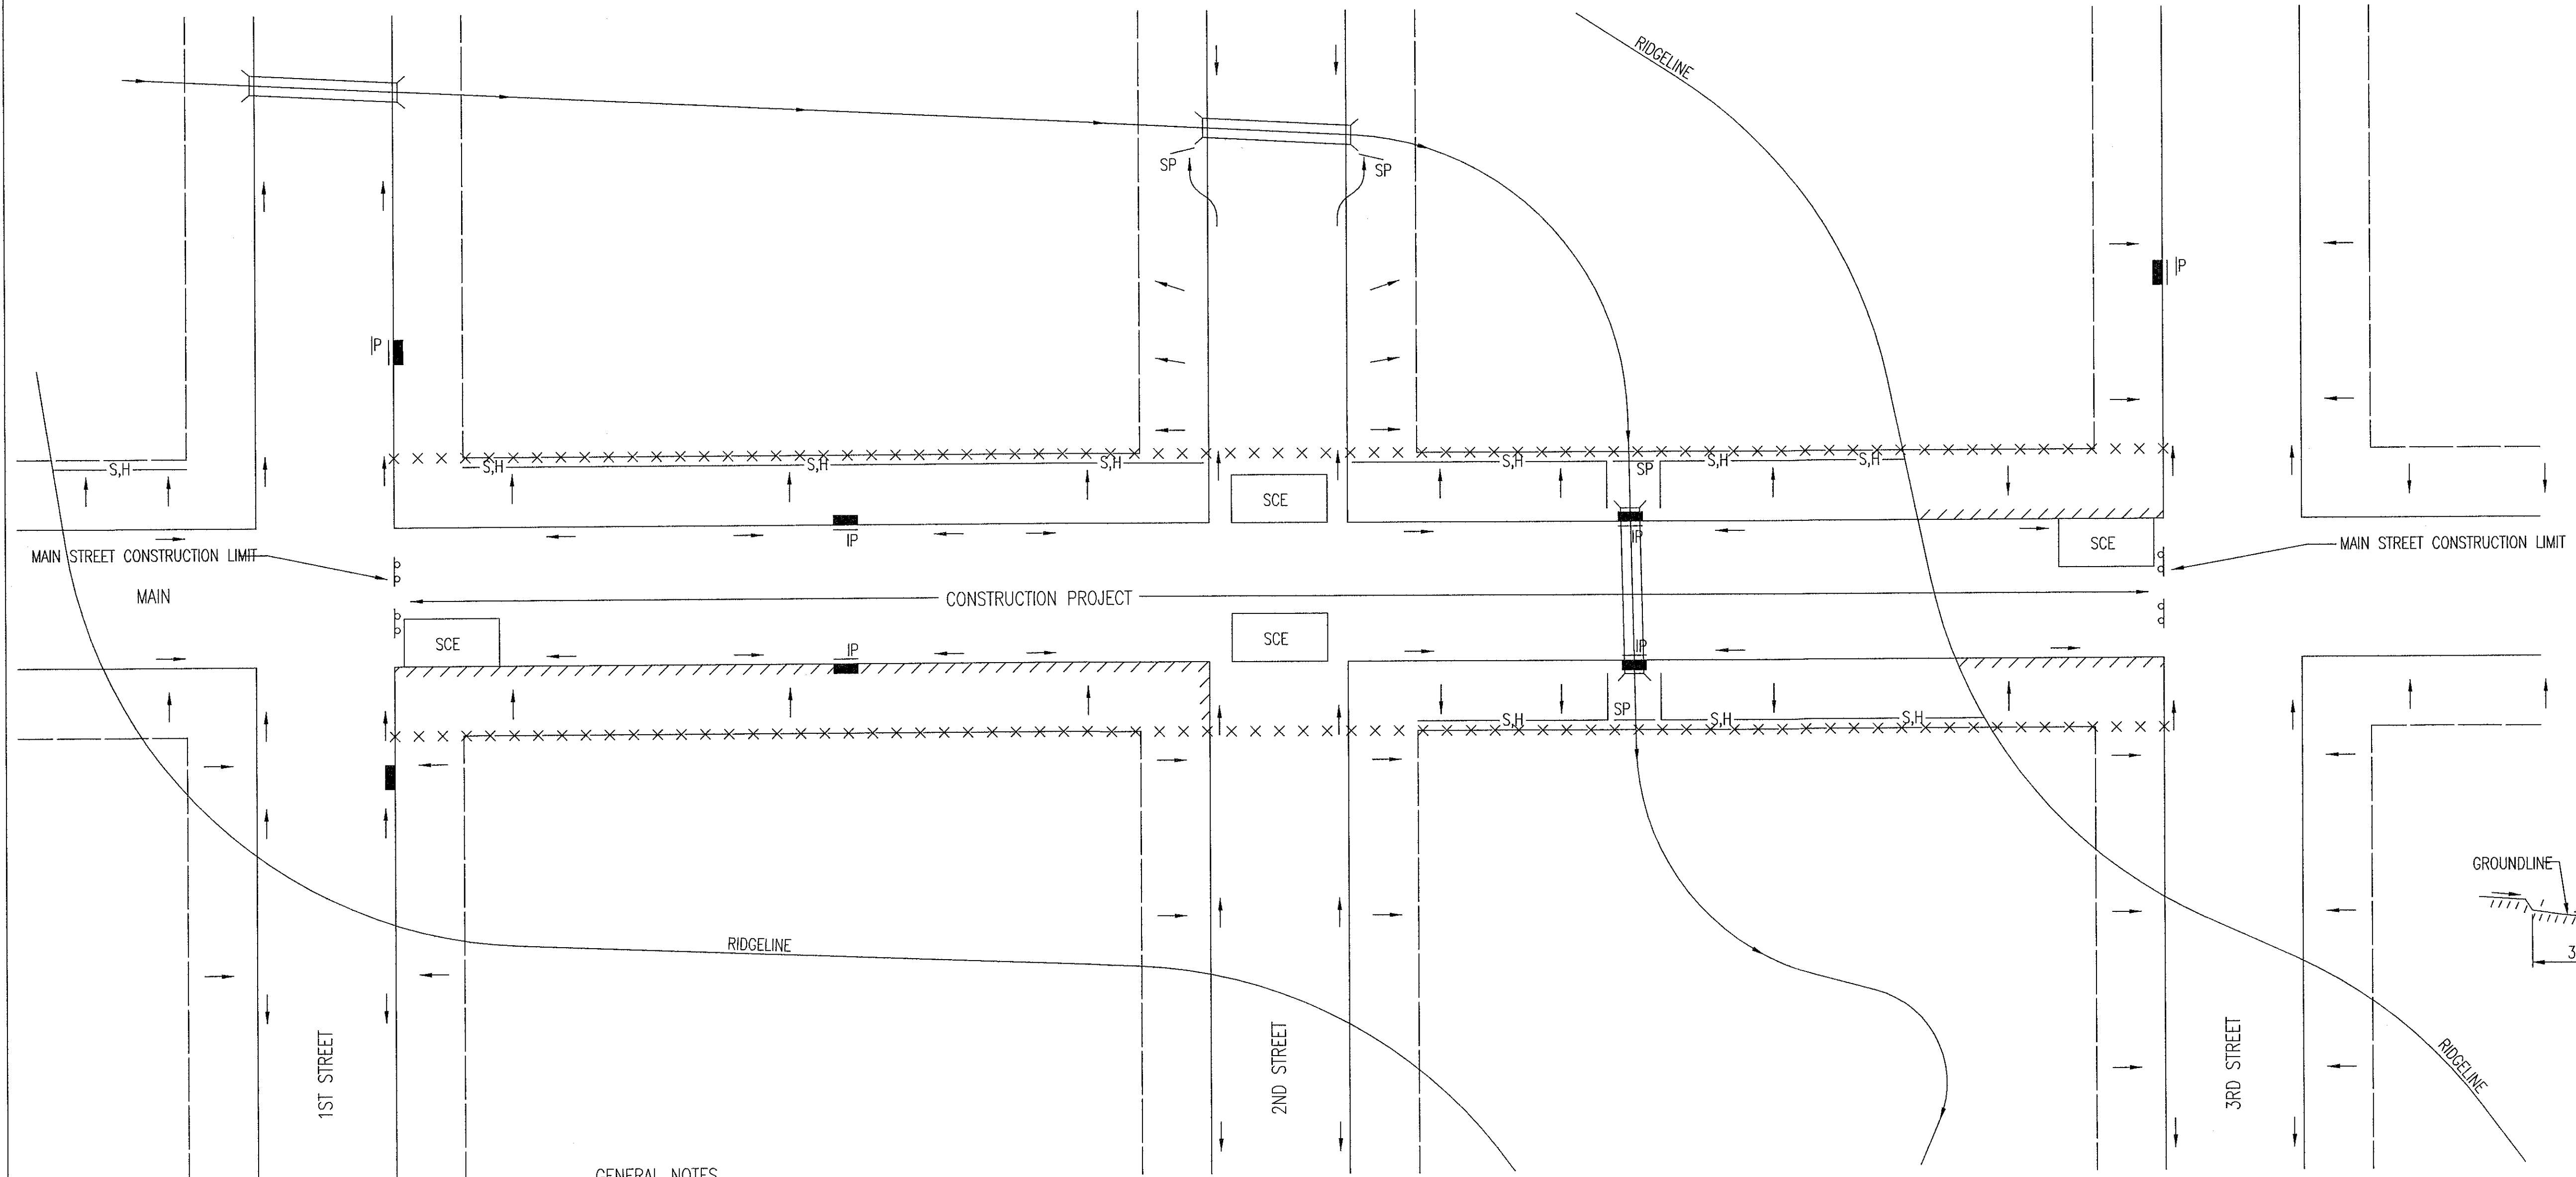 RIDGELINE
SP
SP
IP
IP
S,H
S,H
S,H
S,H
S,H
SP
S,H
S,H
SCE
MAIN STREET CONSTRUCTION LIMIT
IP
IP
SCE
MAIN STREET CONSTRUCTION LIMIT
MAIN
CONSTRUCTION PROJECT
SCE
IP
SCE
IP
S,H
SP
S,H
S,H
GROUNDLINE
RIDGELINE
3
1ST STREET
2ND STREET
3RD STREET
RIDGELINE
GENERAL NOTES